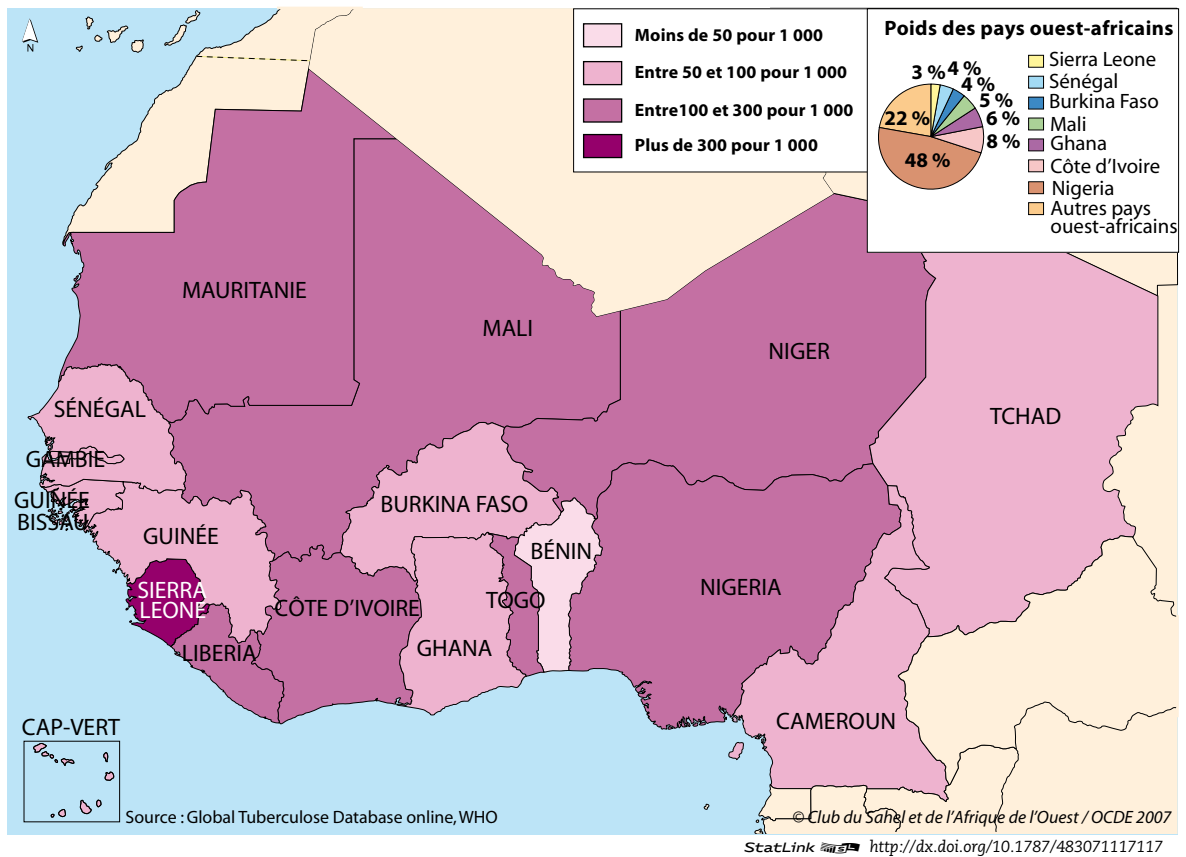 N
Moins de 50 pour 1 000
Entre 50 et 100 pour 1 000
Entre100 et 300 pour 1 000
Plus de 300 pour 1 000
Poids des pays ouest-africains
3 %
4 %
4 %
5 %
6 %
8 %
48 %
22 %
Sierra Leone
Sénégal
Burkina Faso
Mali
Ghana
Côte d'Ivoire
Nigeria
Autres pays
ouest-africains
MAURITANIE
MALI
NIGER
TCHAD
SÉNÉGAL
GAMBIE
GUINÉE
BISSAU
GUINÉE
BURKINA FASO
BÉNIN
SIERRA
LEONE
CÔTE D'IVOIRE
TOGO
NIGERIA
LIBERIA
GHANA
CAMEROUN
CAP-VERT
Source : Global Tuberculose Database online, WHO
© Club du Sahel et de l'Afrique de l'Ouest / OCDE 2007
StatLink http://dx.doi.org/10.1787/483071117117